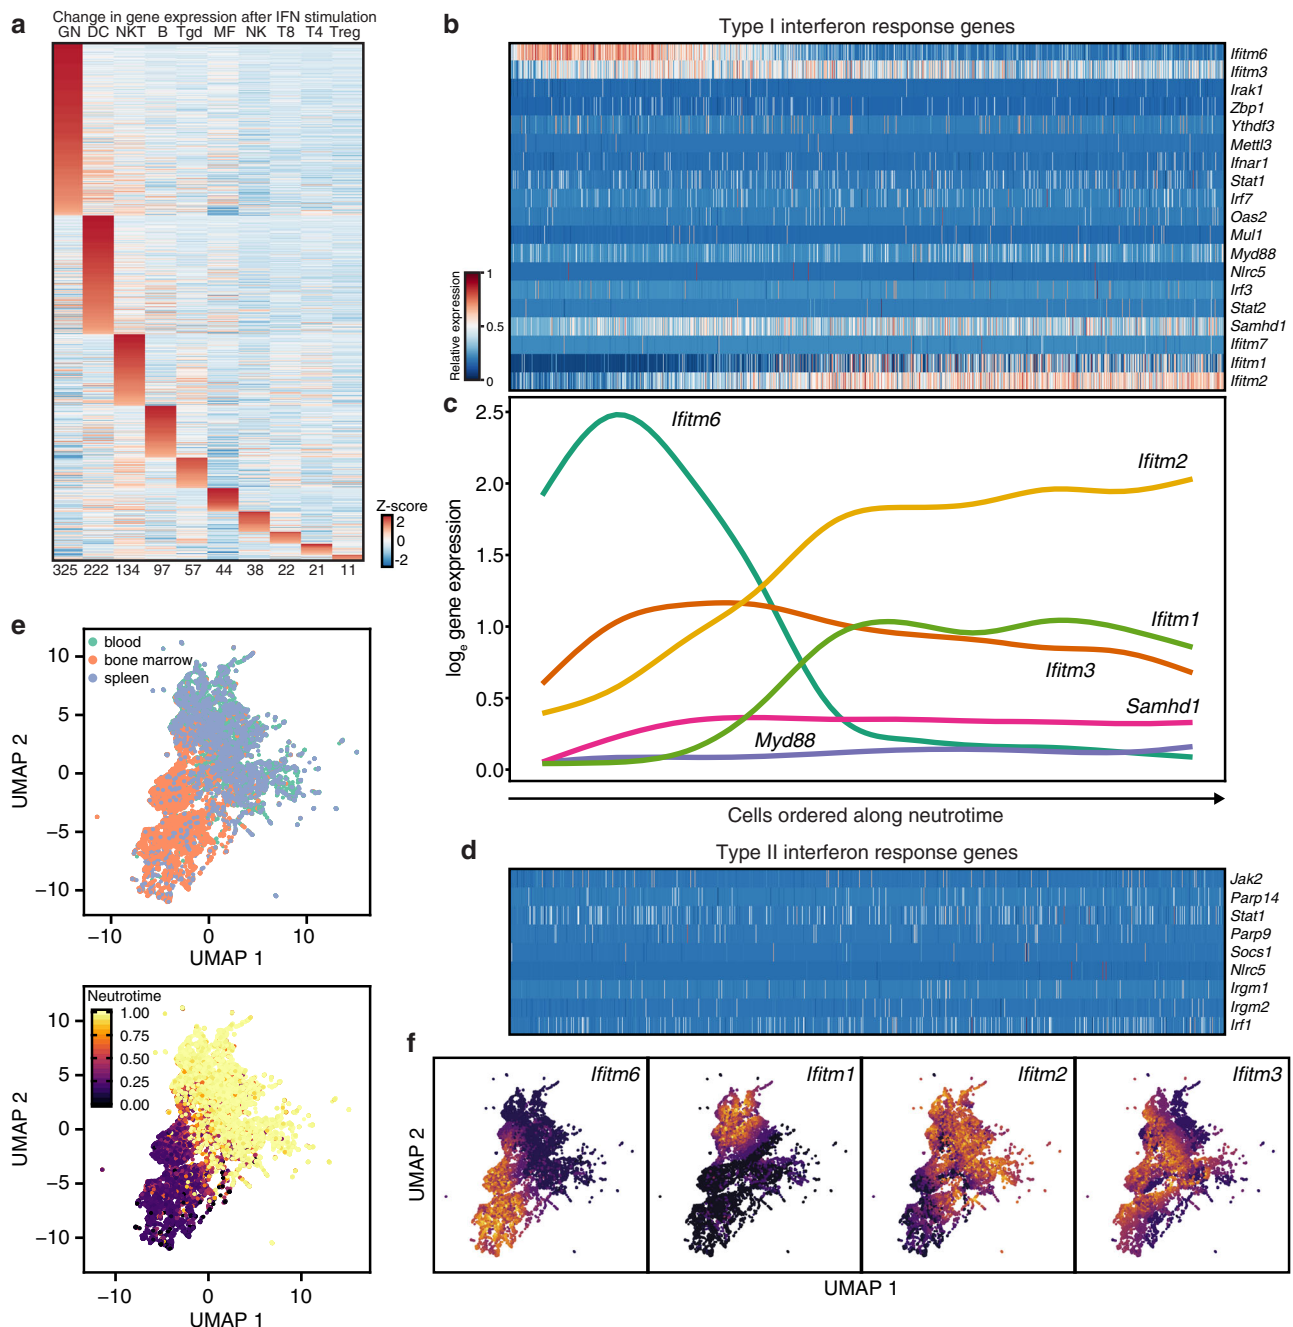 a
Change in gene expression after IFN stimulation
GN DC NKT B Tgd MF NK T8 T4 Treg
325 222 134 97 57 44 38 22 21 11
Z-score
2
0
-2
b
Type I interferon response genes
Ifitm6
Ifitm3
Irak1
Zbp1
Ythdf3
Mettl3
Ifnar1
Stat1
Irf7
Oas2
Mul1
Myd88
Nlrc5
Irf3
Stat2
Samhd1
Ifitm7
Ifitm1
Ifitm2
Relative expression
1
0.5
0
c
2.5
2.0
1.5
1.0
0.5
0.0
loge gene expression
Ifitm6
Ifitm2
Ifitm1
Ifitm3
Samhd1
Myd88
Cells ordered along neutrotime
d
Type II interferon response genes
Jak2
Parp14
Stat1
Parp9
Socs1
Nlrc5
Irgm1
Irgm2
Irf1
e
blood
bone marrow
spleen
10
5
0
−5
−10
UMAP 2
−10 0 10
UMAP 1
Neutrotime
1.00
0.75
0.50
0.25
0.00
10
5
0
−5
−10
UMAP 2
−10 0 10
UMAP 1
f
Ifitm6 Ifitm1 Ifitm2 Ifitm3
UMAP 2
UMAP 1